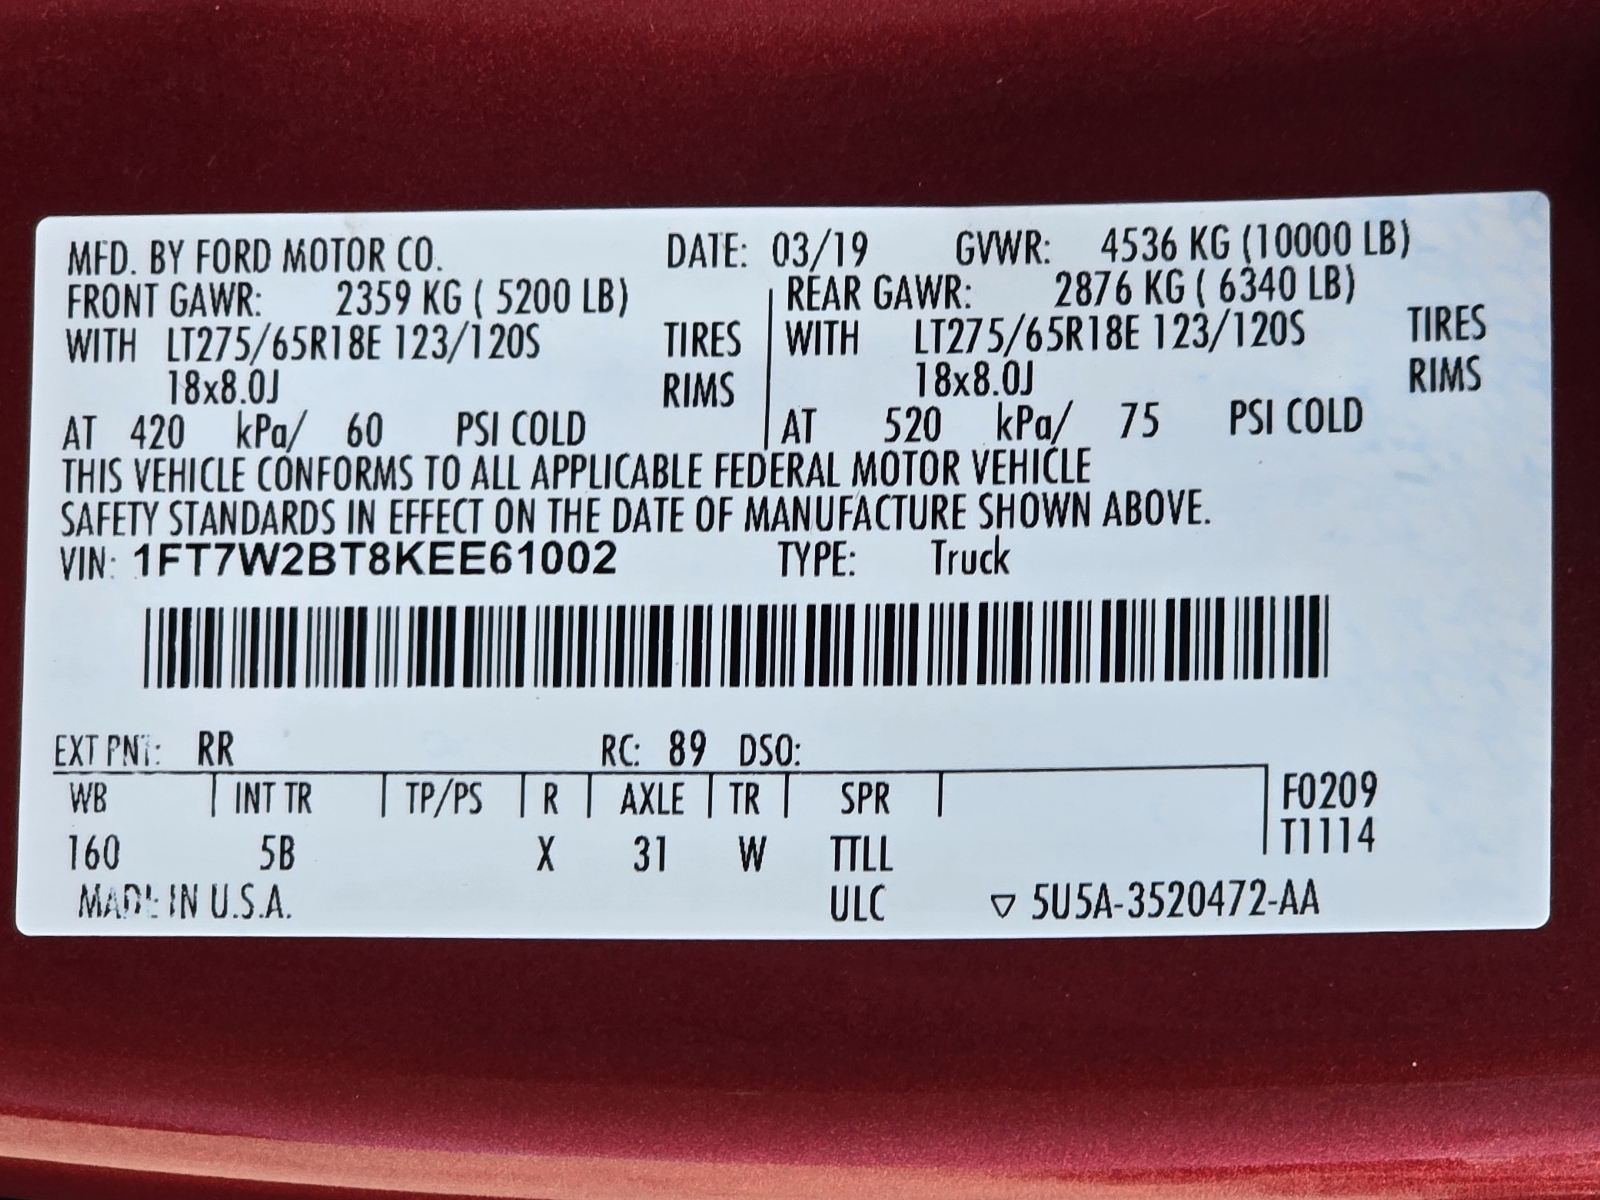 MFD. BY FORD MOTOR CO. DATE: 03/19 GVWR: 4536 KG (10000 LB)
FRONT GAWR: 2359 KG ( 5200 LB) REAR GAWR: 2876 KG ( 6340 LB)
WITH LT275/65R18E 123/120S TIRES WITH LT275/65R18E 123/120S TIRES
18x8.0J RIMS 18x8.0J RIMS
AT 420 kPa/ 60 PSI COLD AT 520 kPa/ 75 PSI COLD
THIS VEHICLE CONFORMS TO ALL APPLICABLE FEDERAL MOTOR VEHICLE
SAFETY STANDARDS IN EFFECT ON THE DATE OF MANUFACTURE SHOWN ABOVE.
VIN: 1FT7W2BT8KEE61002 TYPE: Truck
EXT PNT: RR RC: 89 DSO:
WB INT TR TP/PS R AXLE TR SPR F0209
T1114
160 5B X 31 W TTLL
MADE IN U.S.A. ULC ▽ 5U5A-3520472-AA